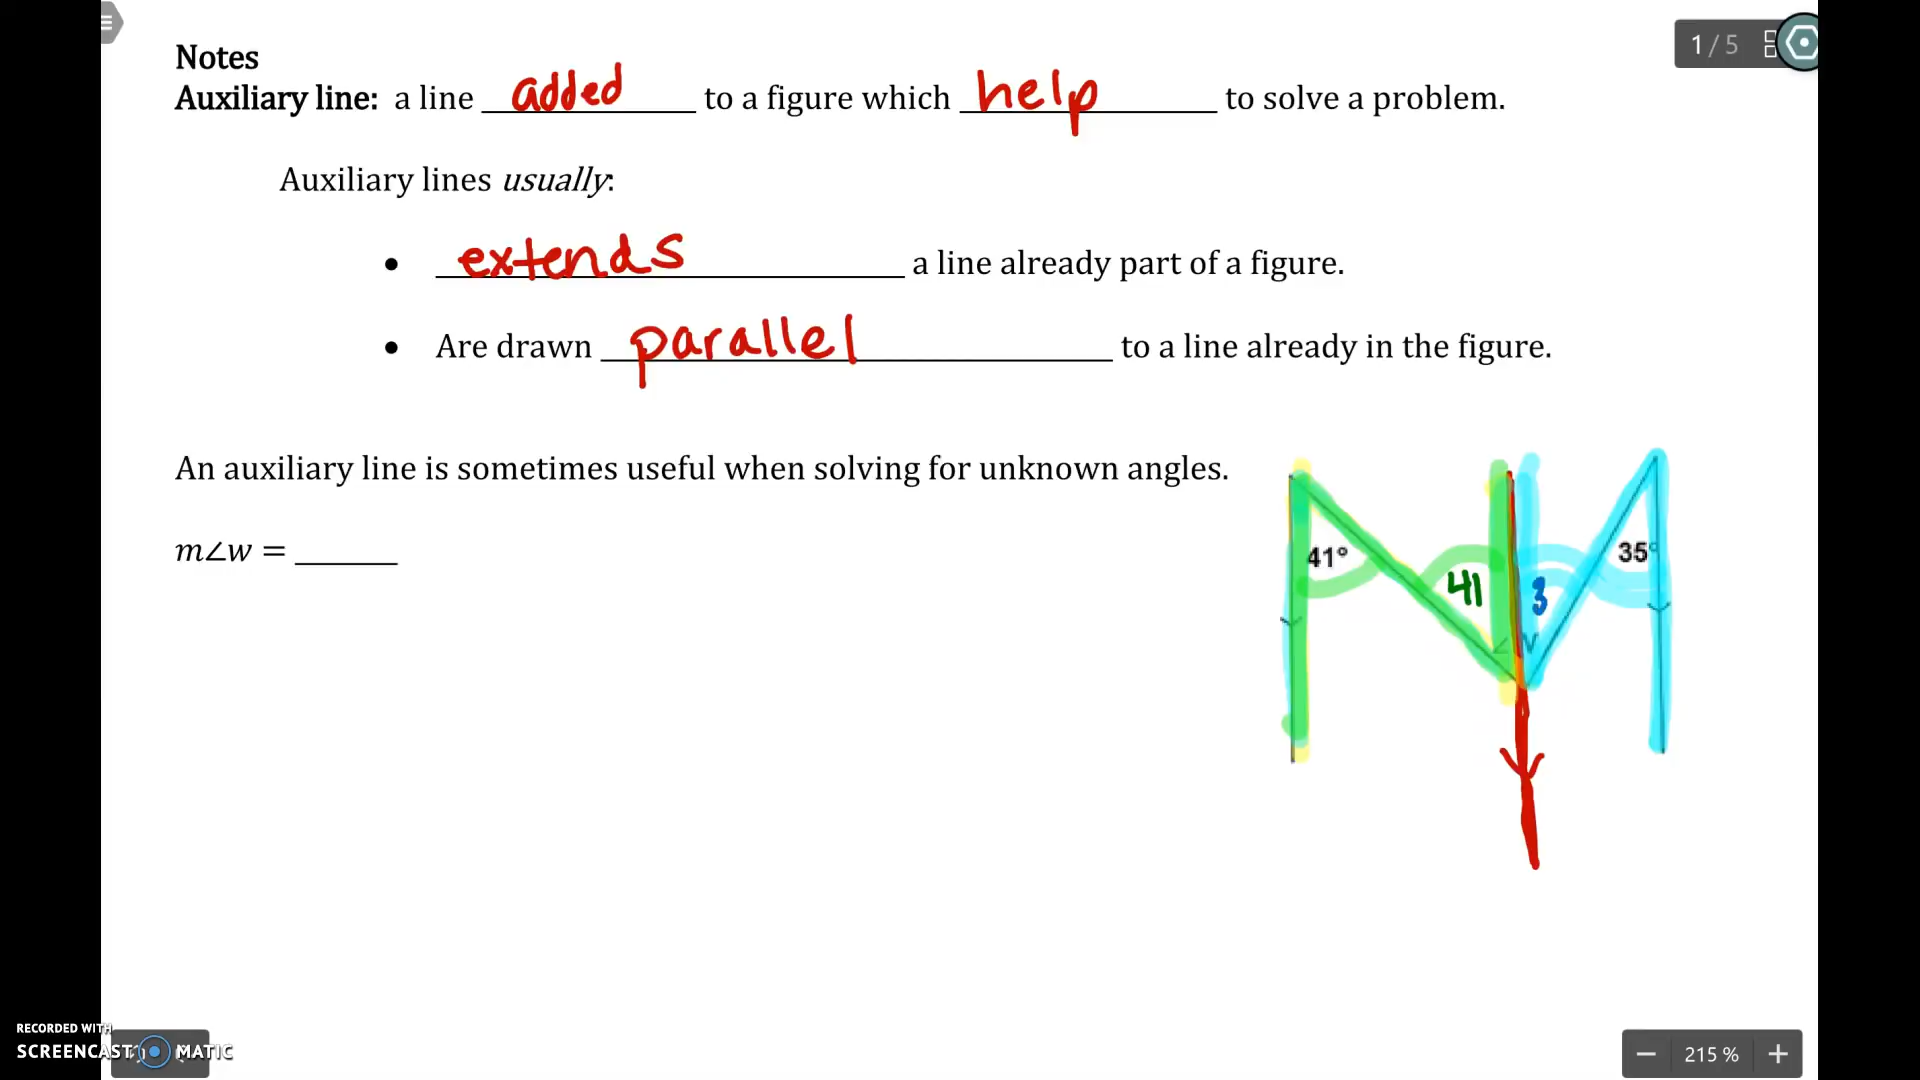 1 / 5
Notes
Auxiliary line: a line added to a figure which help to solve a problem.
Auxiliary lines usually:
• extends a line already part of a figure.
• Are drawn parallel to a line already in the figure.
An auxiliary line is sometimes useful when solving for unknown angles.
m∠w = ______
41° 41 3 35°
RECORDED WITH
SCREENCAST MATIC
215 %